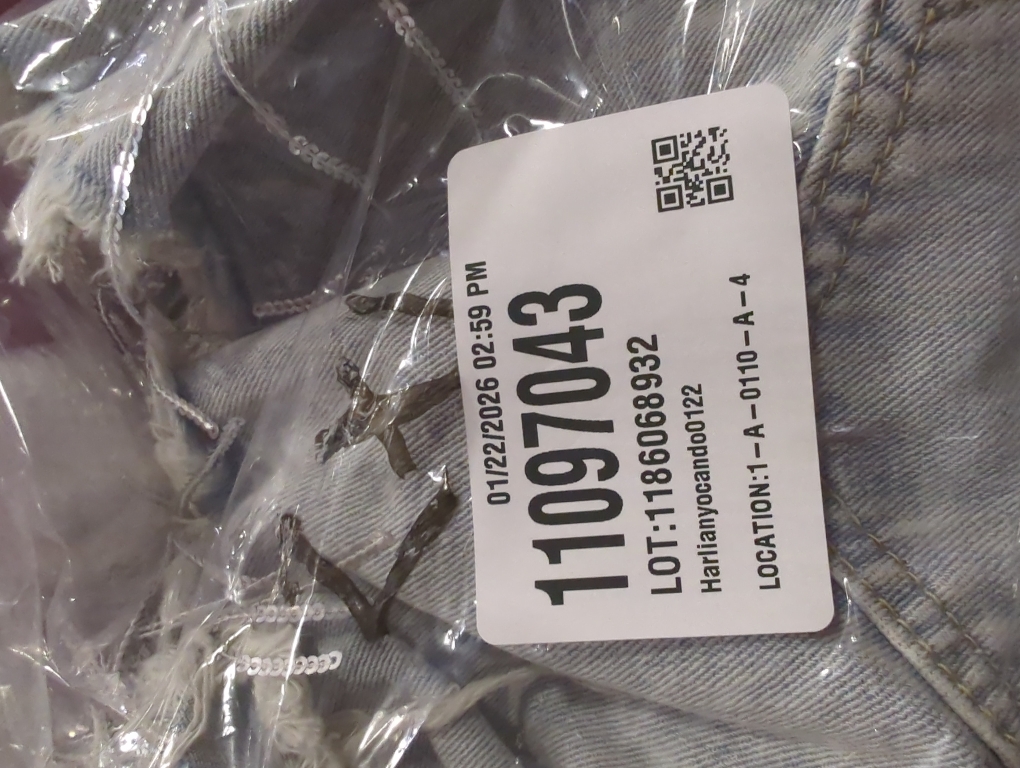 01/22/2026 02:59 PM
11097043
LOT:1186068932
Harlianyocando0122
LOCATION:1-A-0110-A-4